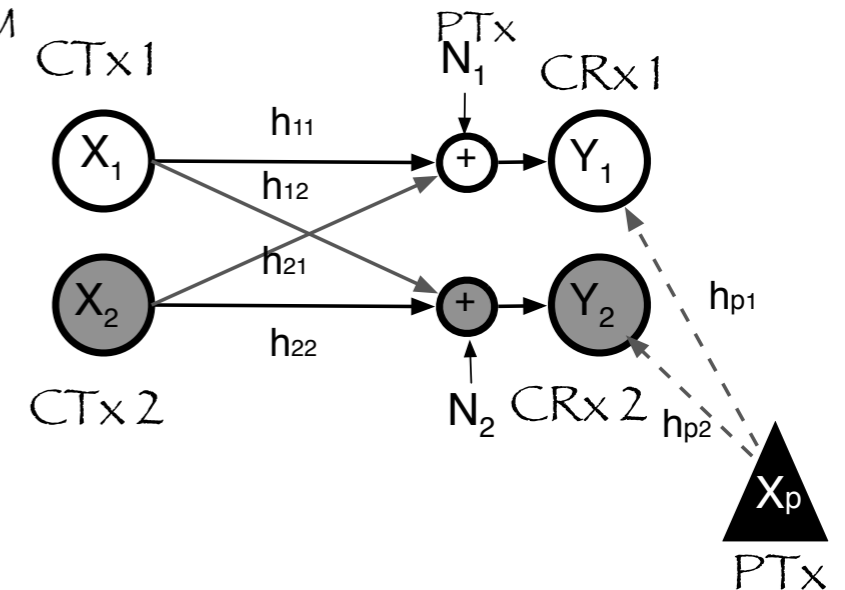 M
CTx 1
PTx
N1
CRx 1
X1
h11
+
Y1
h12
h21
X2
+
Y2
hp1
h22
CTx 2
N2
CRx 2
hp2
Xp
PTx